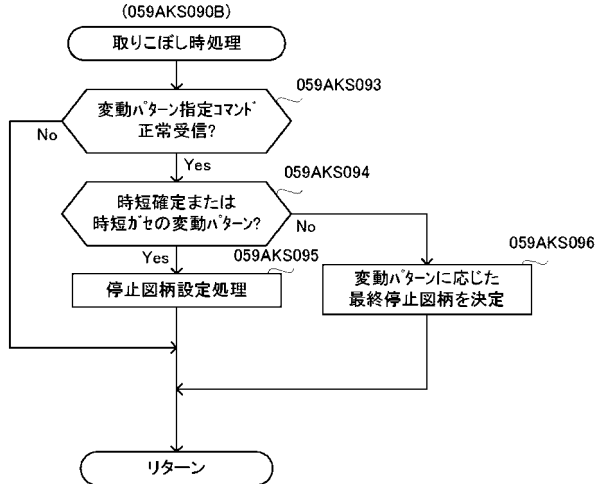 (059AKS090B)
取りこぼし時処理
059AKS093
変動パターン指定コマンド
正常受信?
No
Yes
059AKS094
時短確定または
時短ガセの変動パターン?
No
Yes
059AKS095
停止図柄設定処理
059AKS096
変動パターンに応じた
最終停止図柄を決定
リターン